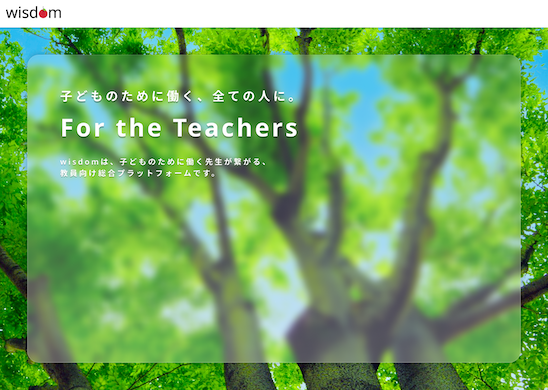 wisdom
子どものために働く、全ての人に。
For the Teachers
wisdomは、子どものために働く先生が繋がる、
教員向け総合プラットフォームです。